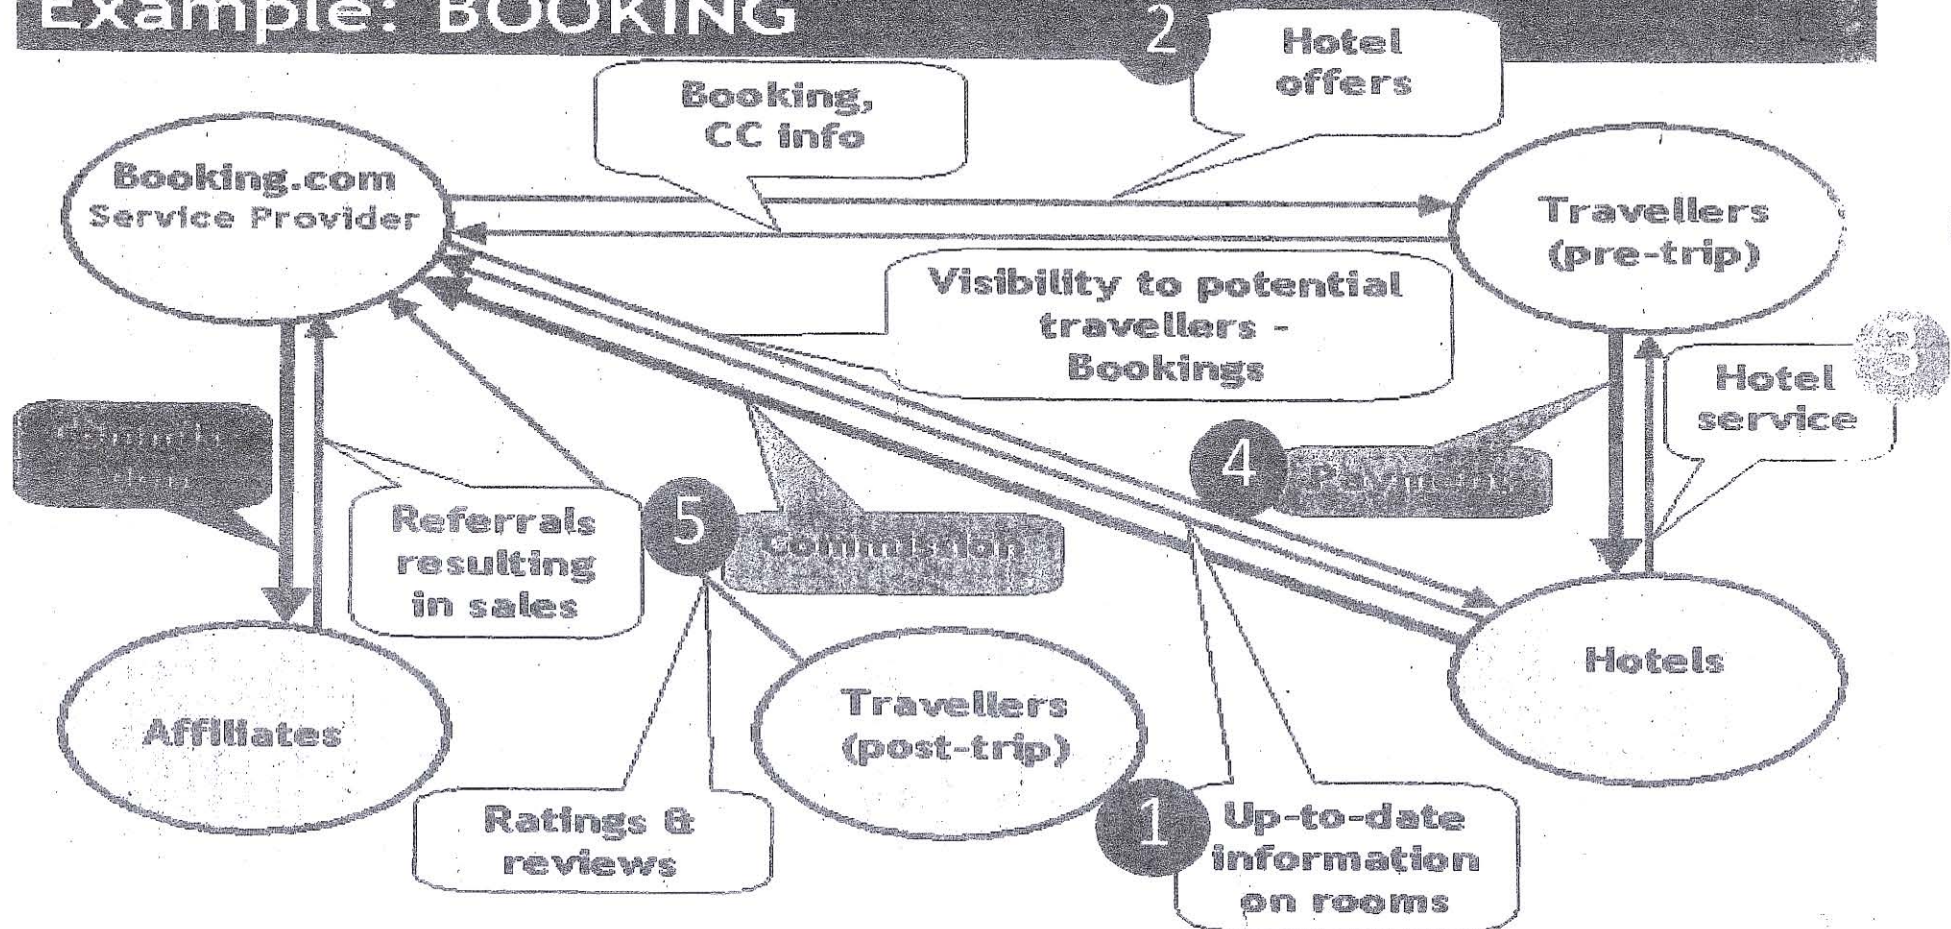 Example: BOOKING
2
Hotel
offers
Booking,
CC info
Booking.com
Service Provider
Travellers
(pre-trip)
Visibility to potential
travellers -
Bookings
3
Hotel
service
4
Payment
Referrals
resulting
in sales
5
Commission
Affiliates
Travellers
(post-trip)
Hotels
Ratings &
reviews
1
Up-to-date
information
on rooms